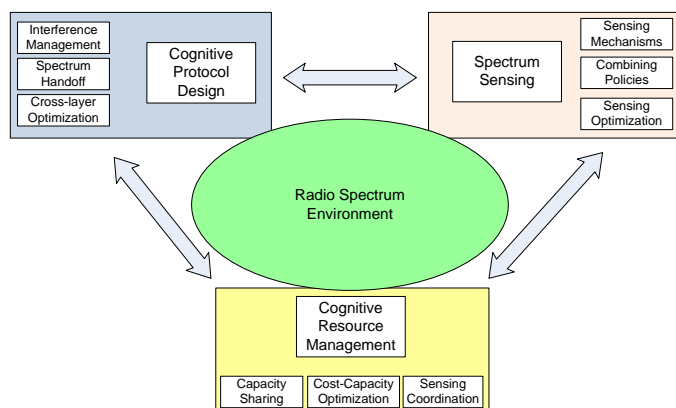 Interference
Management
Spectrum
Handoff
Cross-layer
Optimization
Cognitive
Protocol
Design
Spectrum
Sensing
Sensing
Mechanisms
Combining
Policies
Sensing
Optimization
Radio Spectrum
Environment
Cognitive
Resource
Management
Capacity
Sharing
Cost-Capacity
Optimization
Sensing
Coordination